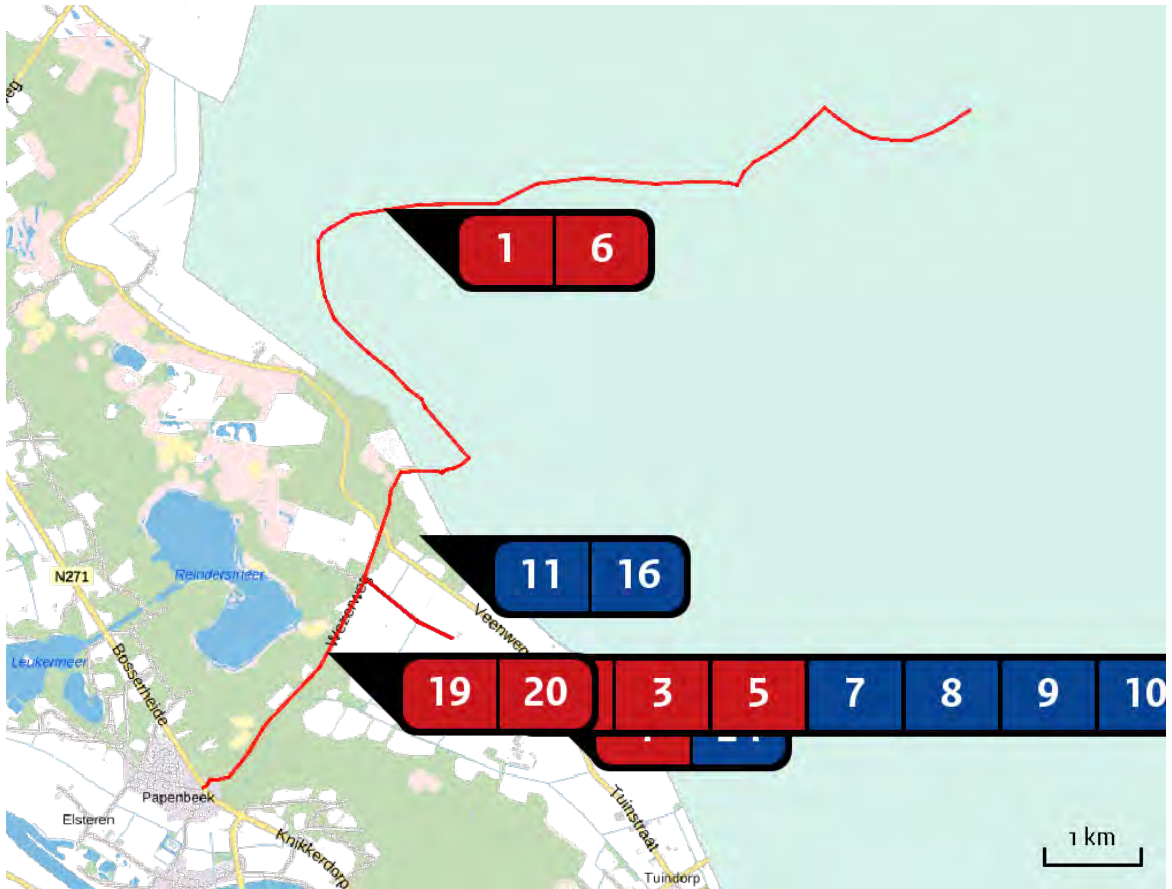 eg
1 6
N271
Reindersmeer
11 16
Wezerweg
Veenweg
Leukermeer
Bosserheide
19 20 3 5 7 8 9 10
Papenbeek
Elsteren
Knikkerdorp
Tuinstraat
Tuindorp
1 km